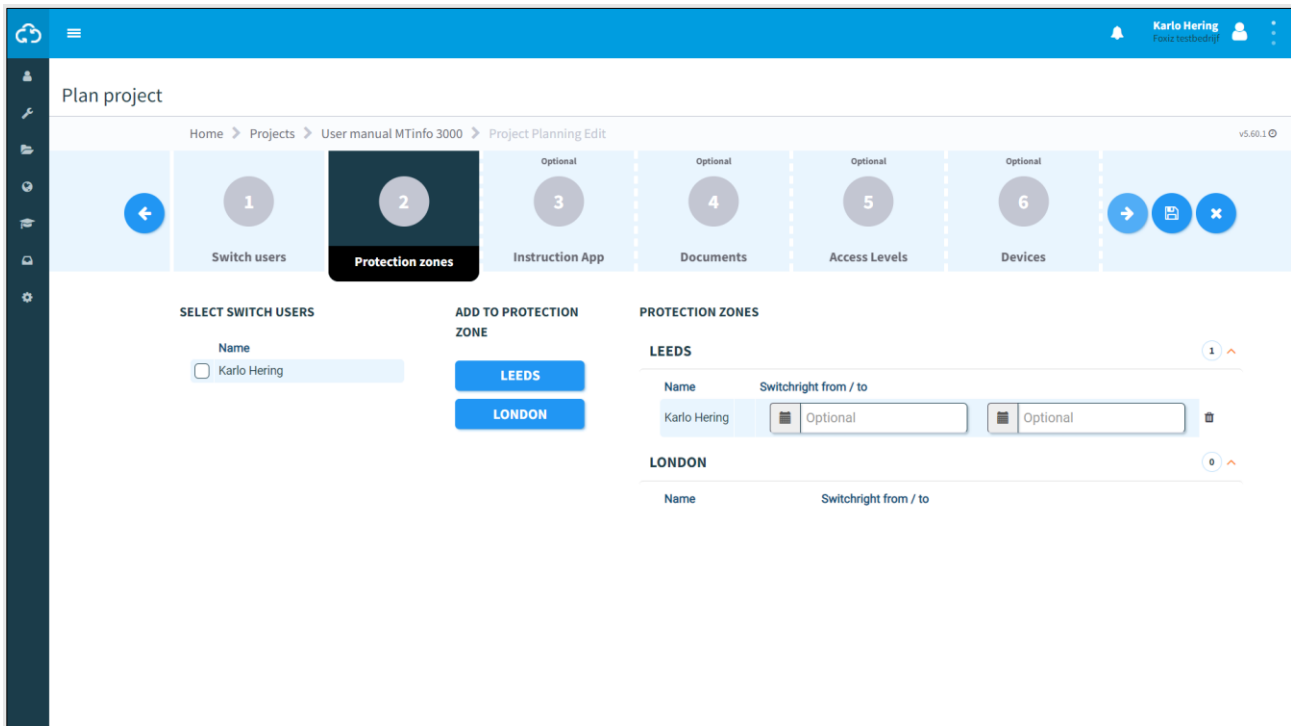 Karlo Hering
Foxiz testbedrijf
Plan project
Home Projects User manual MTinfo 3000 Project Planning Edit
v5.60.1
1
Switch users
2
Protection zones
Optional
3
Instruction App
Optional
4
Documents
Optional
5
Access Levels
Optional
6
Devices
SELECT SWITCH USERS
Name
Karlo Hering
ADD TO PROTECTION
ZONE
LEEDS
LONDON
PROTECTION ZONES
LEEDS 1
Name Switchright from / to
Karlo Hering Optional Optional
LONDON 0
Name Switchright from / to